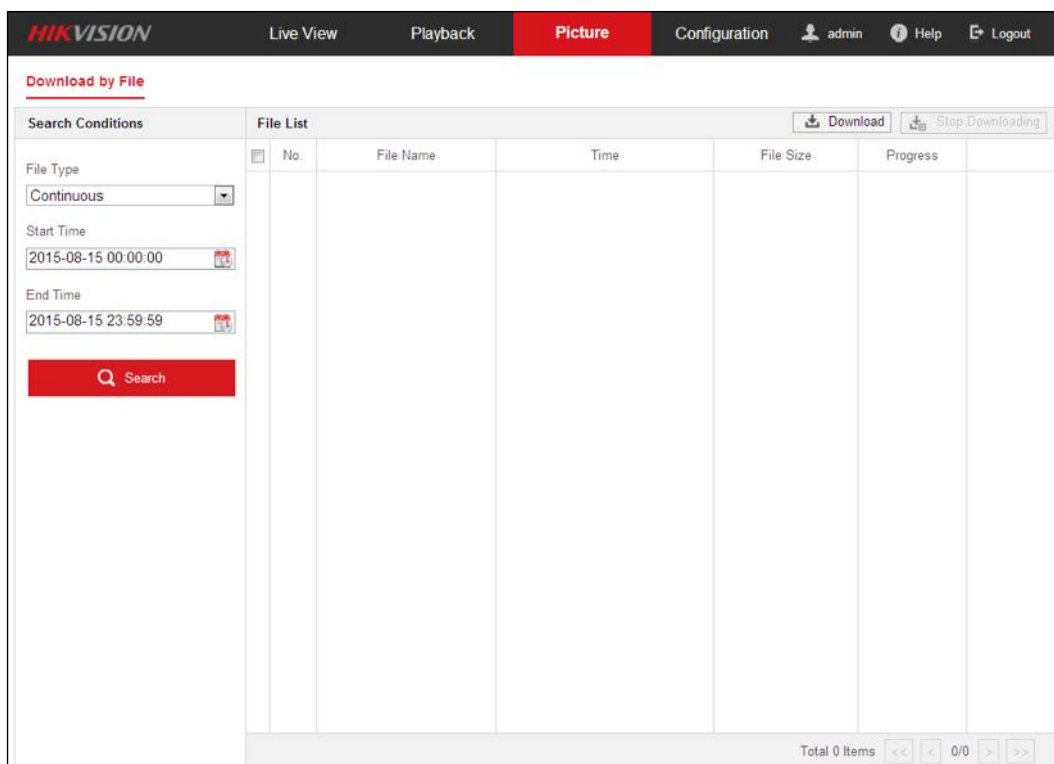 HIKVISION Live View Playback Picture Configuration admin Help Logout
Download by File
Search Conditions File List Download Stop Downloading
No. File Name Time File Size Progress
File Type
Continuous
Start Time
2015-08-15 00:00:00
End Time
2015-08-15 23:59:59
Search
Total 0 Items << < 0/0 > >>